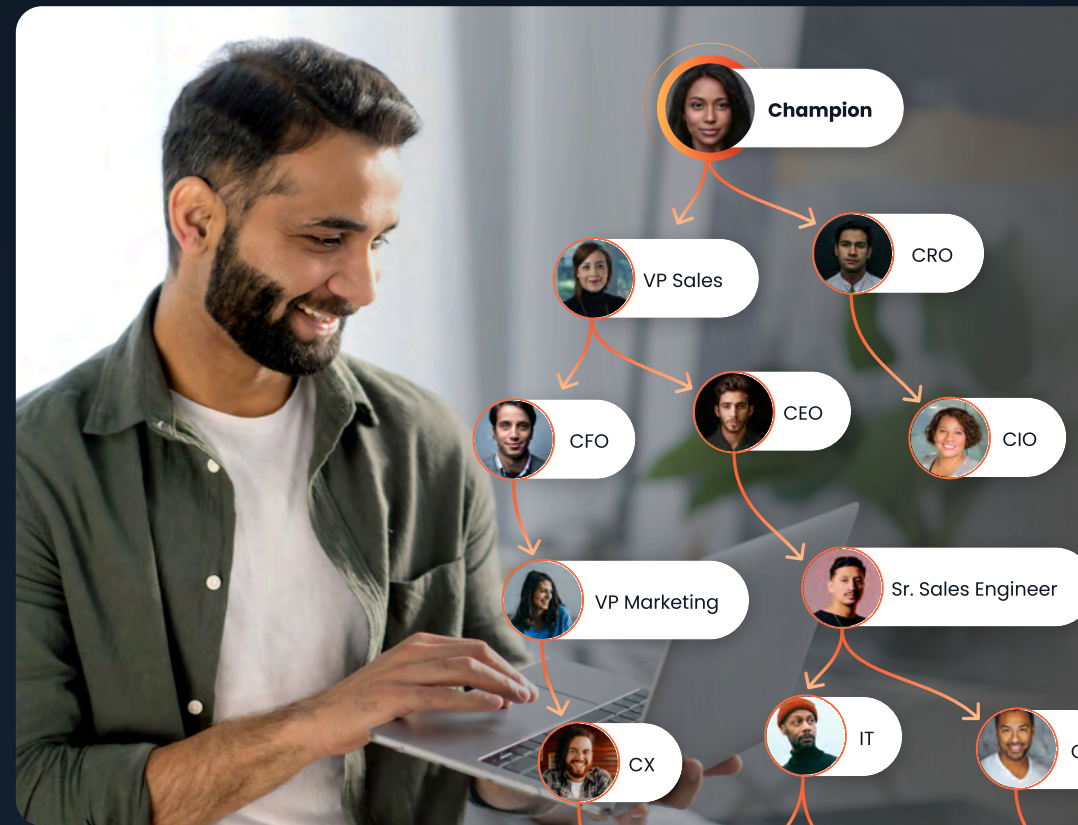 Champion
VP Sales
CRO
CFO
CEO
CIO
VP Marketing
Sr. Sales Engineer
CX
IT